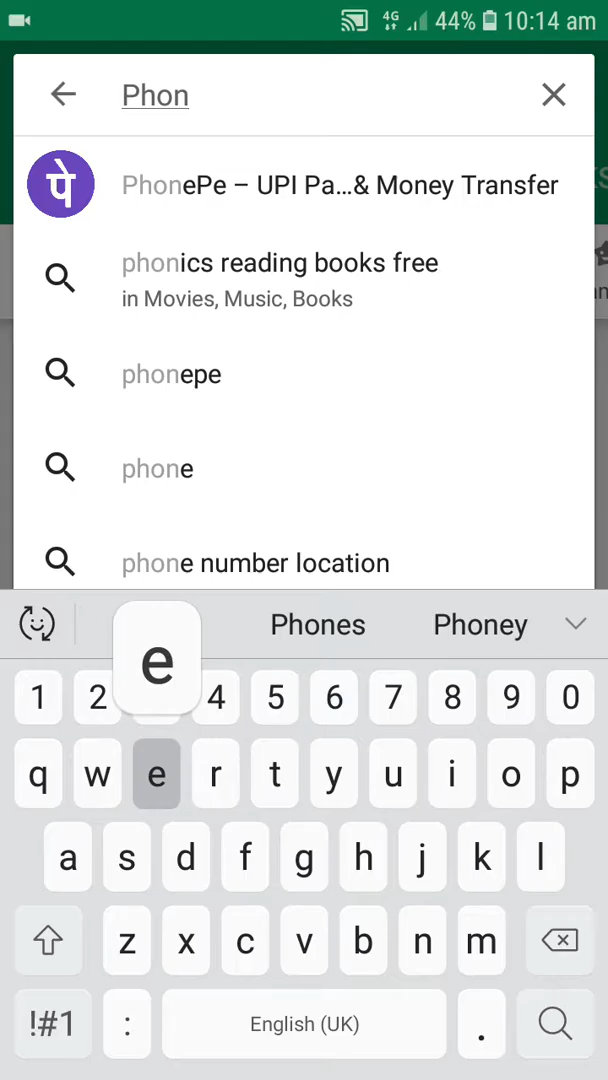 4G 44% 10:14 am
Phon
पे
PhonePe – UPI Pa...& Money Transfer
phonics reading books free
in Movies, Music, Books
phonepe
phone
phone number location
e
Phones Phoney
1 2 4 5 6 7 8 9 0
q w e r t y u i o p
a s d f g h j k l
z x c v b n m
!#1 : English (UK) .